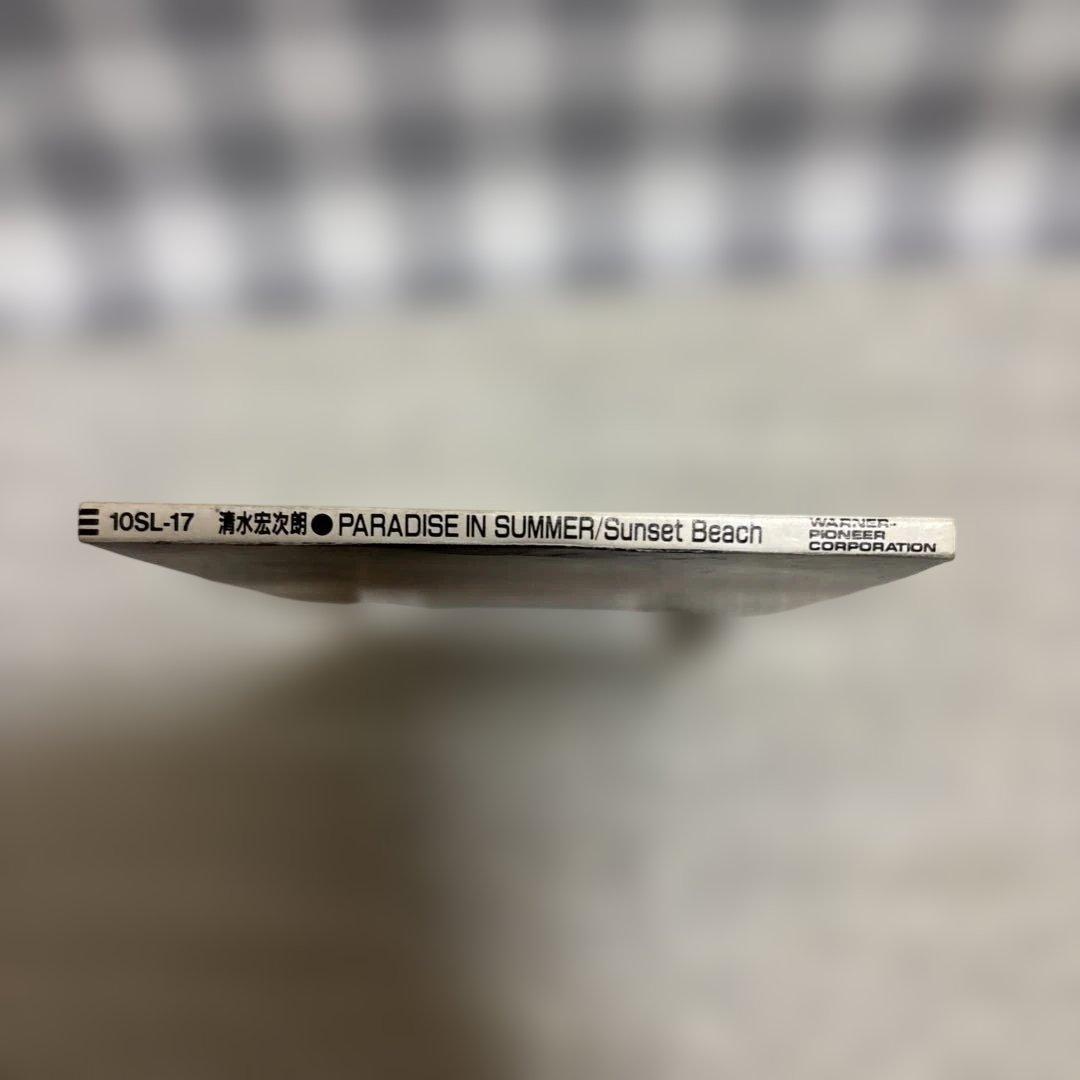 10SL-17 清水宏次朗●PARADISE IN SUMMER/Sunset Beach
WARNER-
PIONEER
CORPORATION